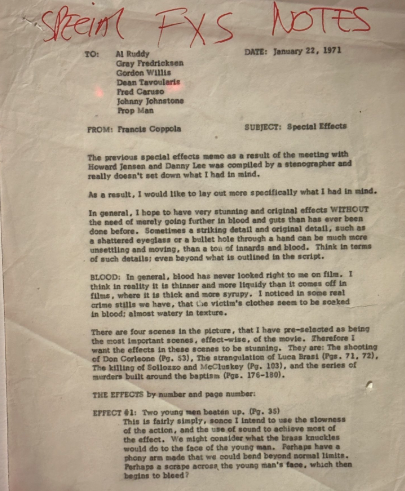 SPECIAL FXS NOTES
TO: Al Ruddy DATE: January 22, 1971
Gray Fredricksen
Gordon Willis
Dean Tavoularis
Fred Caruso
Johnny Johnstone
Prop Man
FROM: Francis Coppola SUBJECT: Special Effects
The previous special effects memo as a result of the meeting with
Howard Jensen and Danny Lee was compiled by a stenographer and
really doesn't set down what I had in mind.
As a result, I would like to lay out more specifically what I had in mind.
In general, I hope to have very stunning and original effects WITHOUT
the need of merely going further in blood and guts than has ever been
done before. Sometimes a striking detail and original detail, such as
a shattered eyeglass or a bullet hole through a hand can be much more
unsettling and moving, than a ton of innards and blood. Think in terms
of such details; even beyond what is outlined in the script.
BLOOD: In general, blood has never looked right to me on film. I
think in reality it is thinner and more liquidy than it comes off in
films, where it is thick and more syrupy. I noticed in some real
crime stills we have, that the victim's clothes seem to be soaked
in blood; almost watery in texture.
There are four scenes in the picture, that I have pre-selected as being
the most important scenes, effect-wise, of the movie. Therefore I
want the effects in these scenes to be stunning. They are: The shooting
of Don Corleone (Pg. 53), The strangulation of Luca Brasi (Pgs. 71, 72),
The killing of Sollozzo and McCluskey (Pg. 103), and the series of
murders built around the baptism (Pgs. 176-180).
THE EFFECTS by number and page number:
EFFECT #1: Two young men beaten up. (Pg. 35)
This is fairly simply, sonce I intend to use the slowness
of the action, and the use of sound to achieve most of
the effect. We might consider what the brass knuckles
would do to the face of the young man. Perhaps have a
phony arm made that we could bend beyond normal limits.
Perhaps a scrape across the young man's face, which then
begins to bleed?